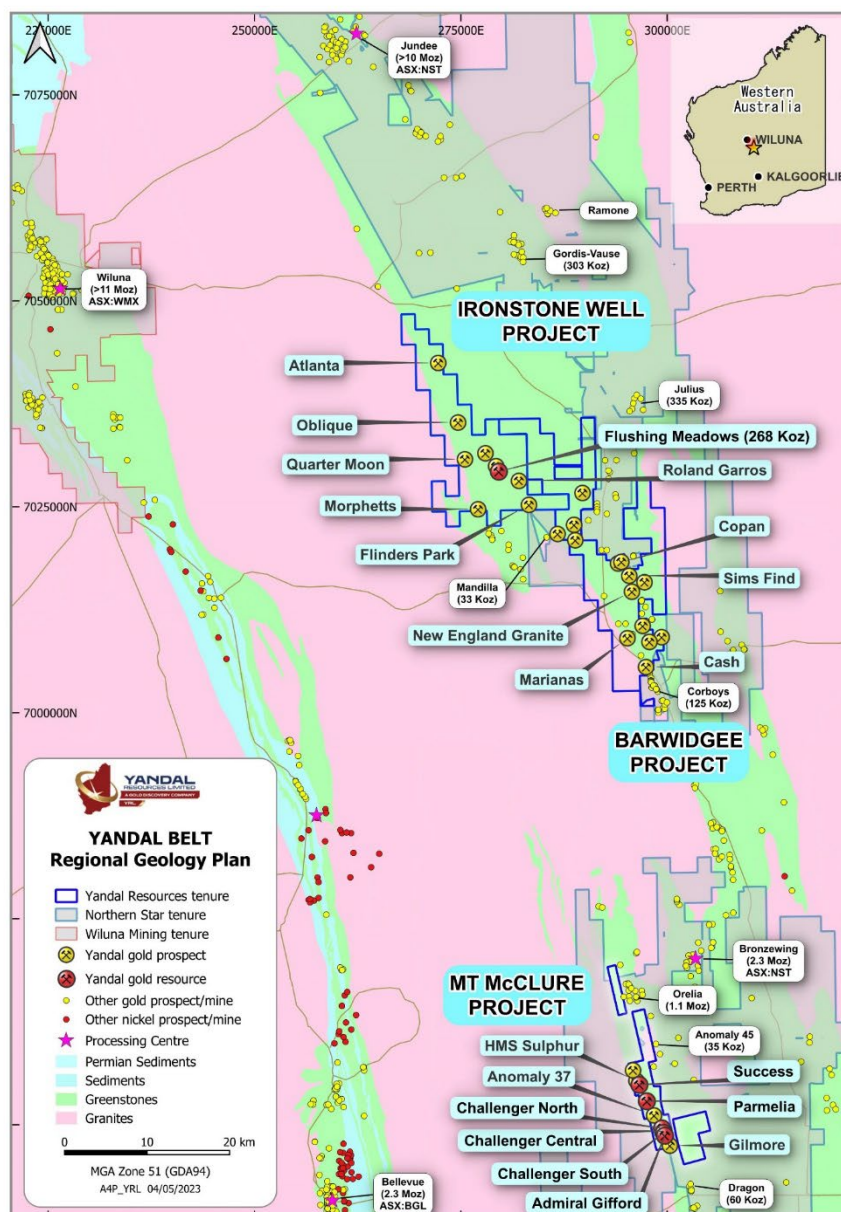 225000E
250000E
275000E
300000E
7075000N
7050000N
7025000N
7000000N
Jundee
(>10 Moz)
ASX:NST
Western
Australia
WILUNA
KALGOORLIE
PERTH
Ramone
Gordis-Vause
(303 Koz)
Wiluna
(>11 Moz)
ASX:WMX
IRONSTONE WELL
PROJECT
Atlanta
Julius
(335 Koz)
Oblique
Flushing Meadows (268 Koz)
Quarter Moon
Roland Garros
Morphetts
Copan
Flinders Park
Mandilla
(33 Koz)
Sims Find
New England Granite
Marianas
Cash
Corboys
(125 Koz)
BARWIDGEE
PROJECT
YANDAL
RESOURCES LIMITED
A GOLD DISCOVERY COMPANY
YRL
YANDAL BELT
Regional Geology Plan
Yandal Resources tenure
Northern Star tenure
Wiluna Mining tenure
Yandal gold prospect
Yandal gold resource
Other gold prospect/mine
Other nickel prospect/mine
Processing Centre
Permian Sediments
Sediments
Greenstones
Granites
0 10 20 km
MGA Zone 51 (GDA94)
A4P_YRL 04/05/2023
Bronzewing
(2.3 Moz)
ASX:NST
MT McCLURE
PROJECT
Orelia
(1.1 Moz)
Anomaly 45
(35 Koz)
HMS Sulphur
Success
Anomaly 37
Parmelia
Challenger North
Challenger Central
Gilmore
Challenger South
Admiral Gifford
Dragon
(60 Koz)
Bellevue
(2.3 Moz)
ASX:BGL